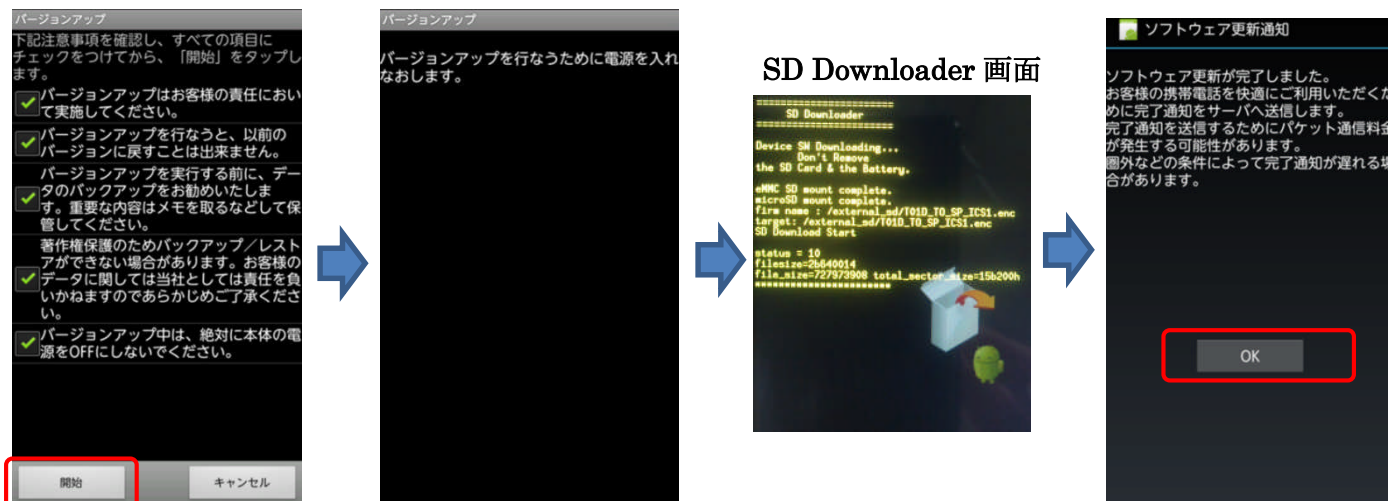 バージョンアップ
下記注意事項を確認し、すべての項目に
チェックをつけてから、「開始」をタップし
ます。
バージョンアップはお客様の責任におい
て実施してください。
バージョンアップを行なうと、以前の
バージョンに戻すことは出来ません。
バージョンアップを実行する前に、デー
タのバックアップをお勧めいたしま
す。重要な内容はメモを取るなどして保
管してください。
著作権保護のためバックアップ／レスト
アができない場合があります。お客様の
データに関しては当社としては責任を負
いかねますのであらかじめご了承くださ
い。
バージョンアップ中は、絶対に本体の電
源をOFFにしないでください。
開始
キャンセル
バージョンアップ
バージョンアップを行なうために電源を入れ
なおします。
SD Downloader 画面
========================
SD Downloader
========================
Device SW Downloading...
Don't Remove
the SD Card & the Battery.
eMMC SD mount complete.
microSD mount complete.
firm name : /external_sd/T01D_TO_SP_ICS1.enc
target: /external_sd/T01D_TO_SP_ICS1.enc
SD Download Start
status = 10
filesize=2b640014
file_size=727973908 total_sector_size=15b200h
************************
ソフトウェア更新通知
ソフトウェア更新が完了しました。
お客様の携帯電話を快適にご利用いただくた
めに完了通知をサーバへ送信します。
完了通知を送信するためにパケット通信料金
が発生する可能性があります。
圏外などの条件によって完了通知が遅れる場
合があります。
OK